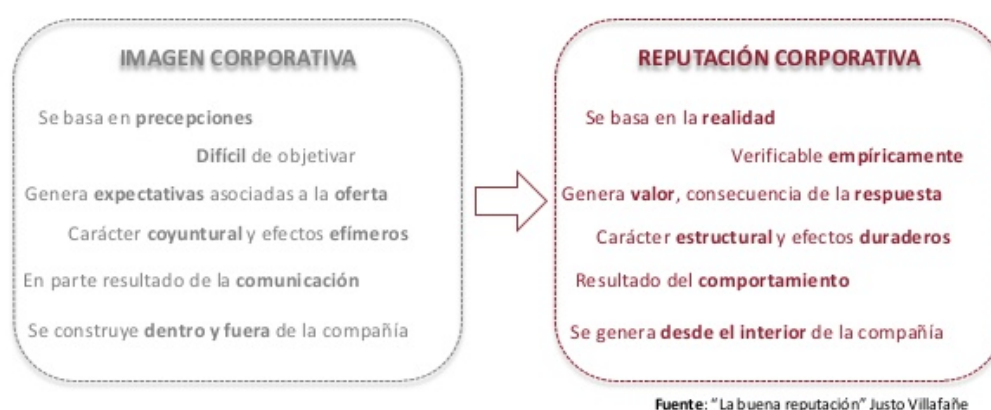 IMAGEN CORPORATIVA
Se basa en precepciones
Difícil de objetivar
Genera expectativas asociadas a la oferta
Carácter coyuntural y efectos efímeros
En parte resultado de la comunicación
Se construye dentro y fuera de la compañía
REPUTACIÓN CORPORATIVA
Se basa en la realidad
Verificable empíricamente
Genera valor, consecuencia de la respuesta
Carácter estructural y efectos duraderos
Resultado del comportamiento
Se genera desde el interior de la compañía
Fuente: "La buena reputación" Justo Villafañe